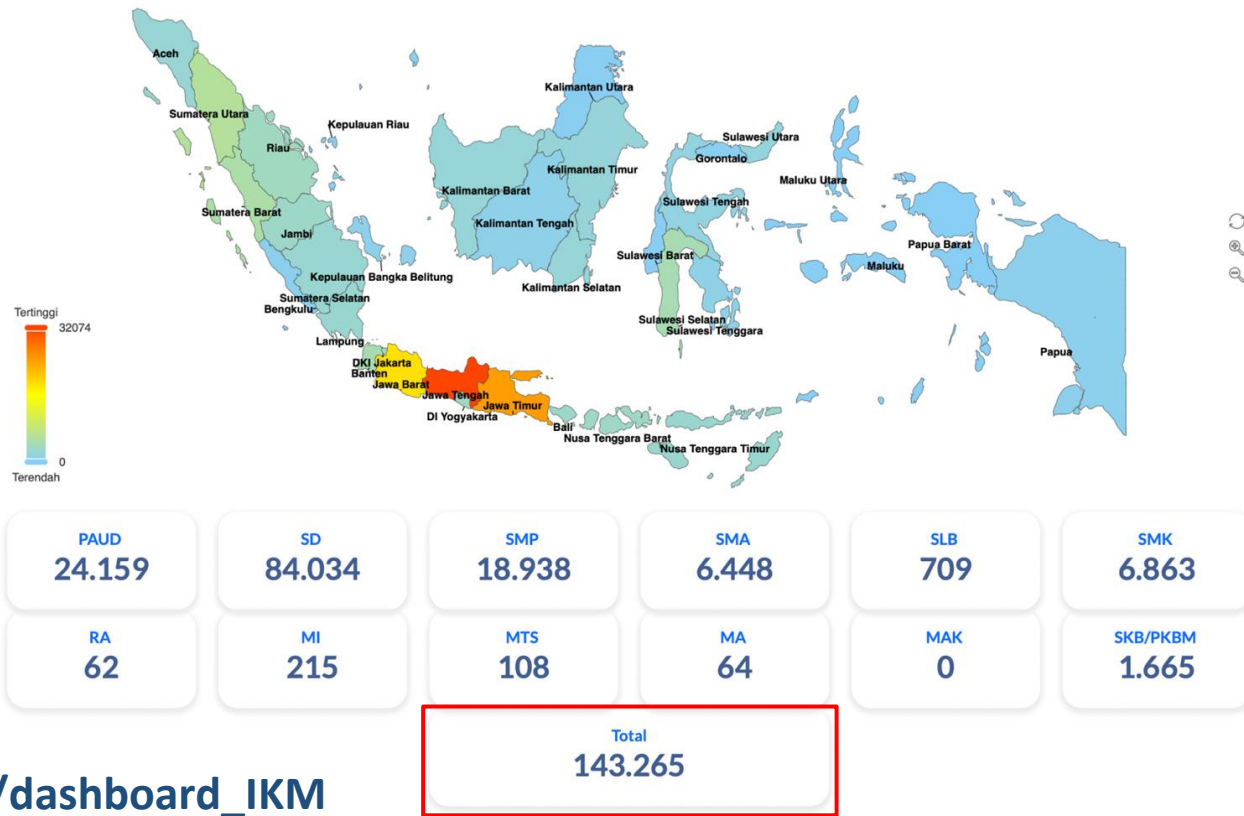 Aceh
Kalimantan Utara
Sumatera Utara
Kepulauan Riau
Sulawesi Utara
Riau
Gorontalo
Kalimantan Timur
Maluku Utara
Kalimantan Barat
Sulawesi Tengah
Sumatera Barat
Kalimantan Tengah
Jambi
Papua Barat
Sulawesi Barat
Maluku
Kepulauan Bangka Belitung
Kalimantan Selatan
Sumatera Selatan
Bengkulu
Tertinggi
32074
Sulawesi Selatan
Sulawesi Tenggara
Lampung
Papua
DKI Jakarta
Banten
Jawa Barat
Jawa Tengah
Jawa Timur
DI Yogyakarta
Bali
Nusa Tenggara Barat
Nusa Tenggara Timur
0
Terendah
PAUD
24.159
SD
84.034
SMP
18.938
SMA
6.448
SLB
709
SMK
6.863
RA
62
MI
215
MTS
108
MA
64
MAK
0
SKB/PKBM
1.665
Total
143.265
/dashboard_IKM